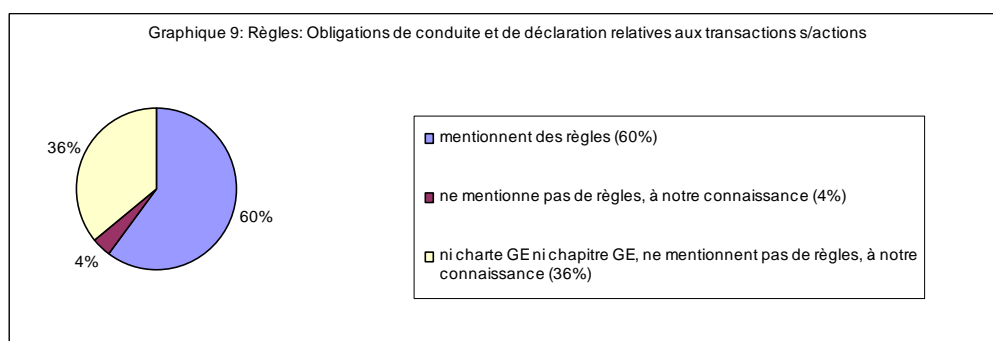 Graphique 9: Règles: Obligations de conduite et de déclaration relatives aux transactions s/actions
36%
60%
4%
mentionnent des règles (60%)
ne mentionne pas de règles, à notre connaissance (4%)
ni charte GE ni chapitre GE, ne mentionnent pas de règles, à notre
connaissance (36%)